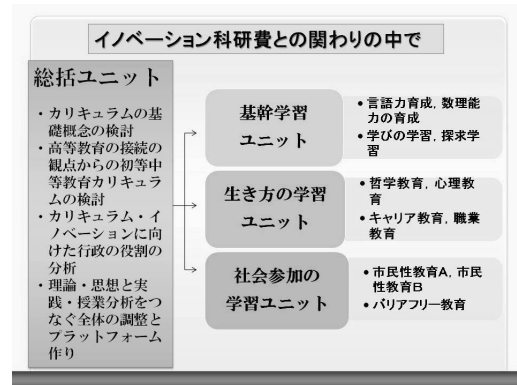 イノベーション科研費との関わりの中で
総括ユニット
・カリキュラムの基
礎概念の検討
・高等教育の接続の
観点からの初等中
等教育カリキュラ
ムの検討
・カリキュラム・イ
ノベーションに向
けた行政の役割の
分析
・理論・思想と実
践・授業分析をつ
なぐ全体の調整と
プラットフォーム
作り
基幹学習
ユニット
• 言語力育成, 数理能
力の育成
• 学びの学習, 探求学
習
生き方の学習
ユニット
• 哲学教育, 心理教
育
• キャリア教育, 職業
教育
社会参加の
学習ユニット
• 市民性教育A, 市民
性教育B
• バリアフリー教育